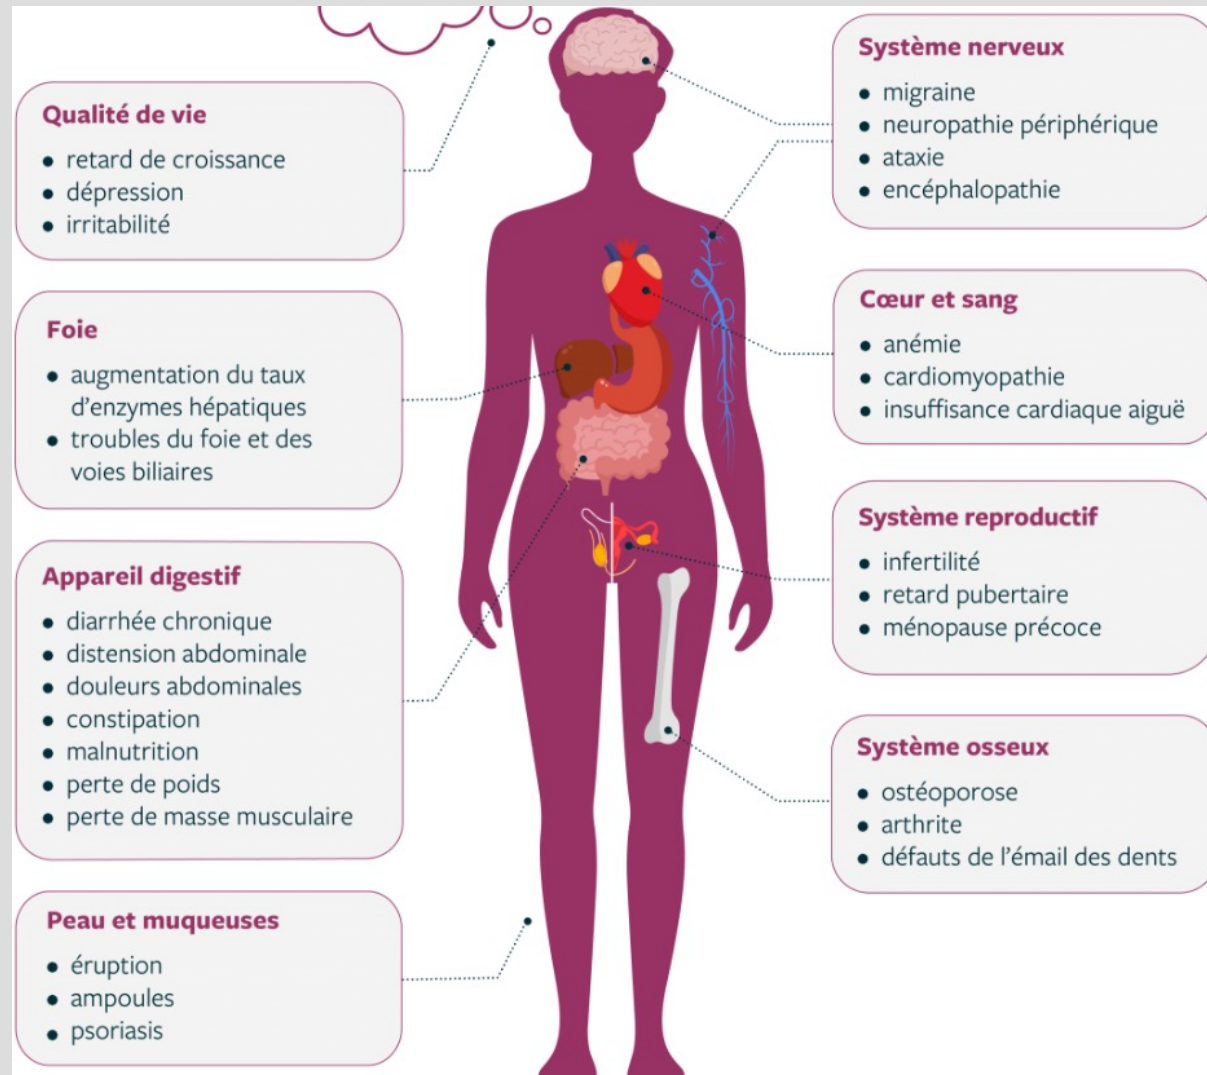 Qualité de vie
• retard de croissance
• dépression
• irritabilité
Foie
• augmentation du taux
d’enzymes hépatiques
• troubles du foie et des
voies biliaires
Appareil digestif
• diarrhée chronique
• distension abdominale
• douleurs abdominales
• constipation
• malnutrition
• perte de poids
• perte de masse musculaire
Peau et muqueuses
• éruption
• ampoules
• psoriasis
Système nerveux
• migraine
• neuropathie périphérique
• ataxie
• encéphalopathie
Cœur et sang
• anémie
• cardiomyopathie
• insuffisance cardiaque aiguë
Système reproductif
• infertilité
• retard pubertaire
• ménopause précoce
Système osseux
• ostéoporose
• arthrite
• défauts de l’émail des dents